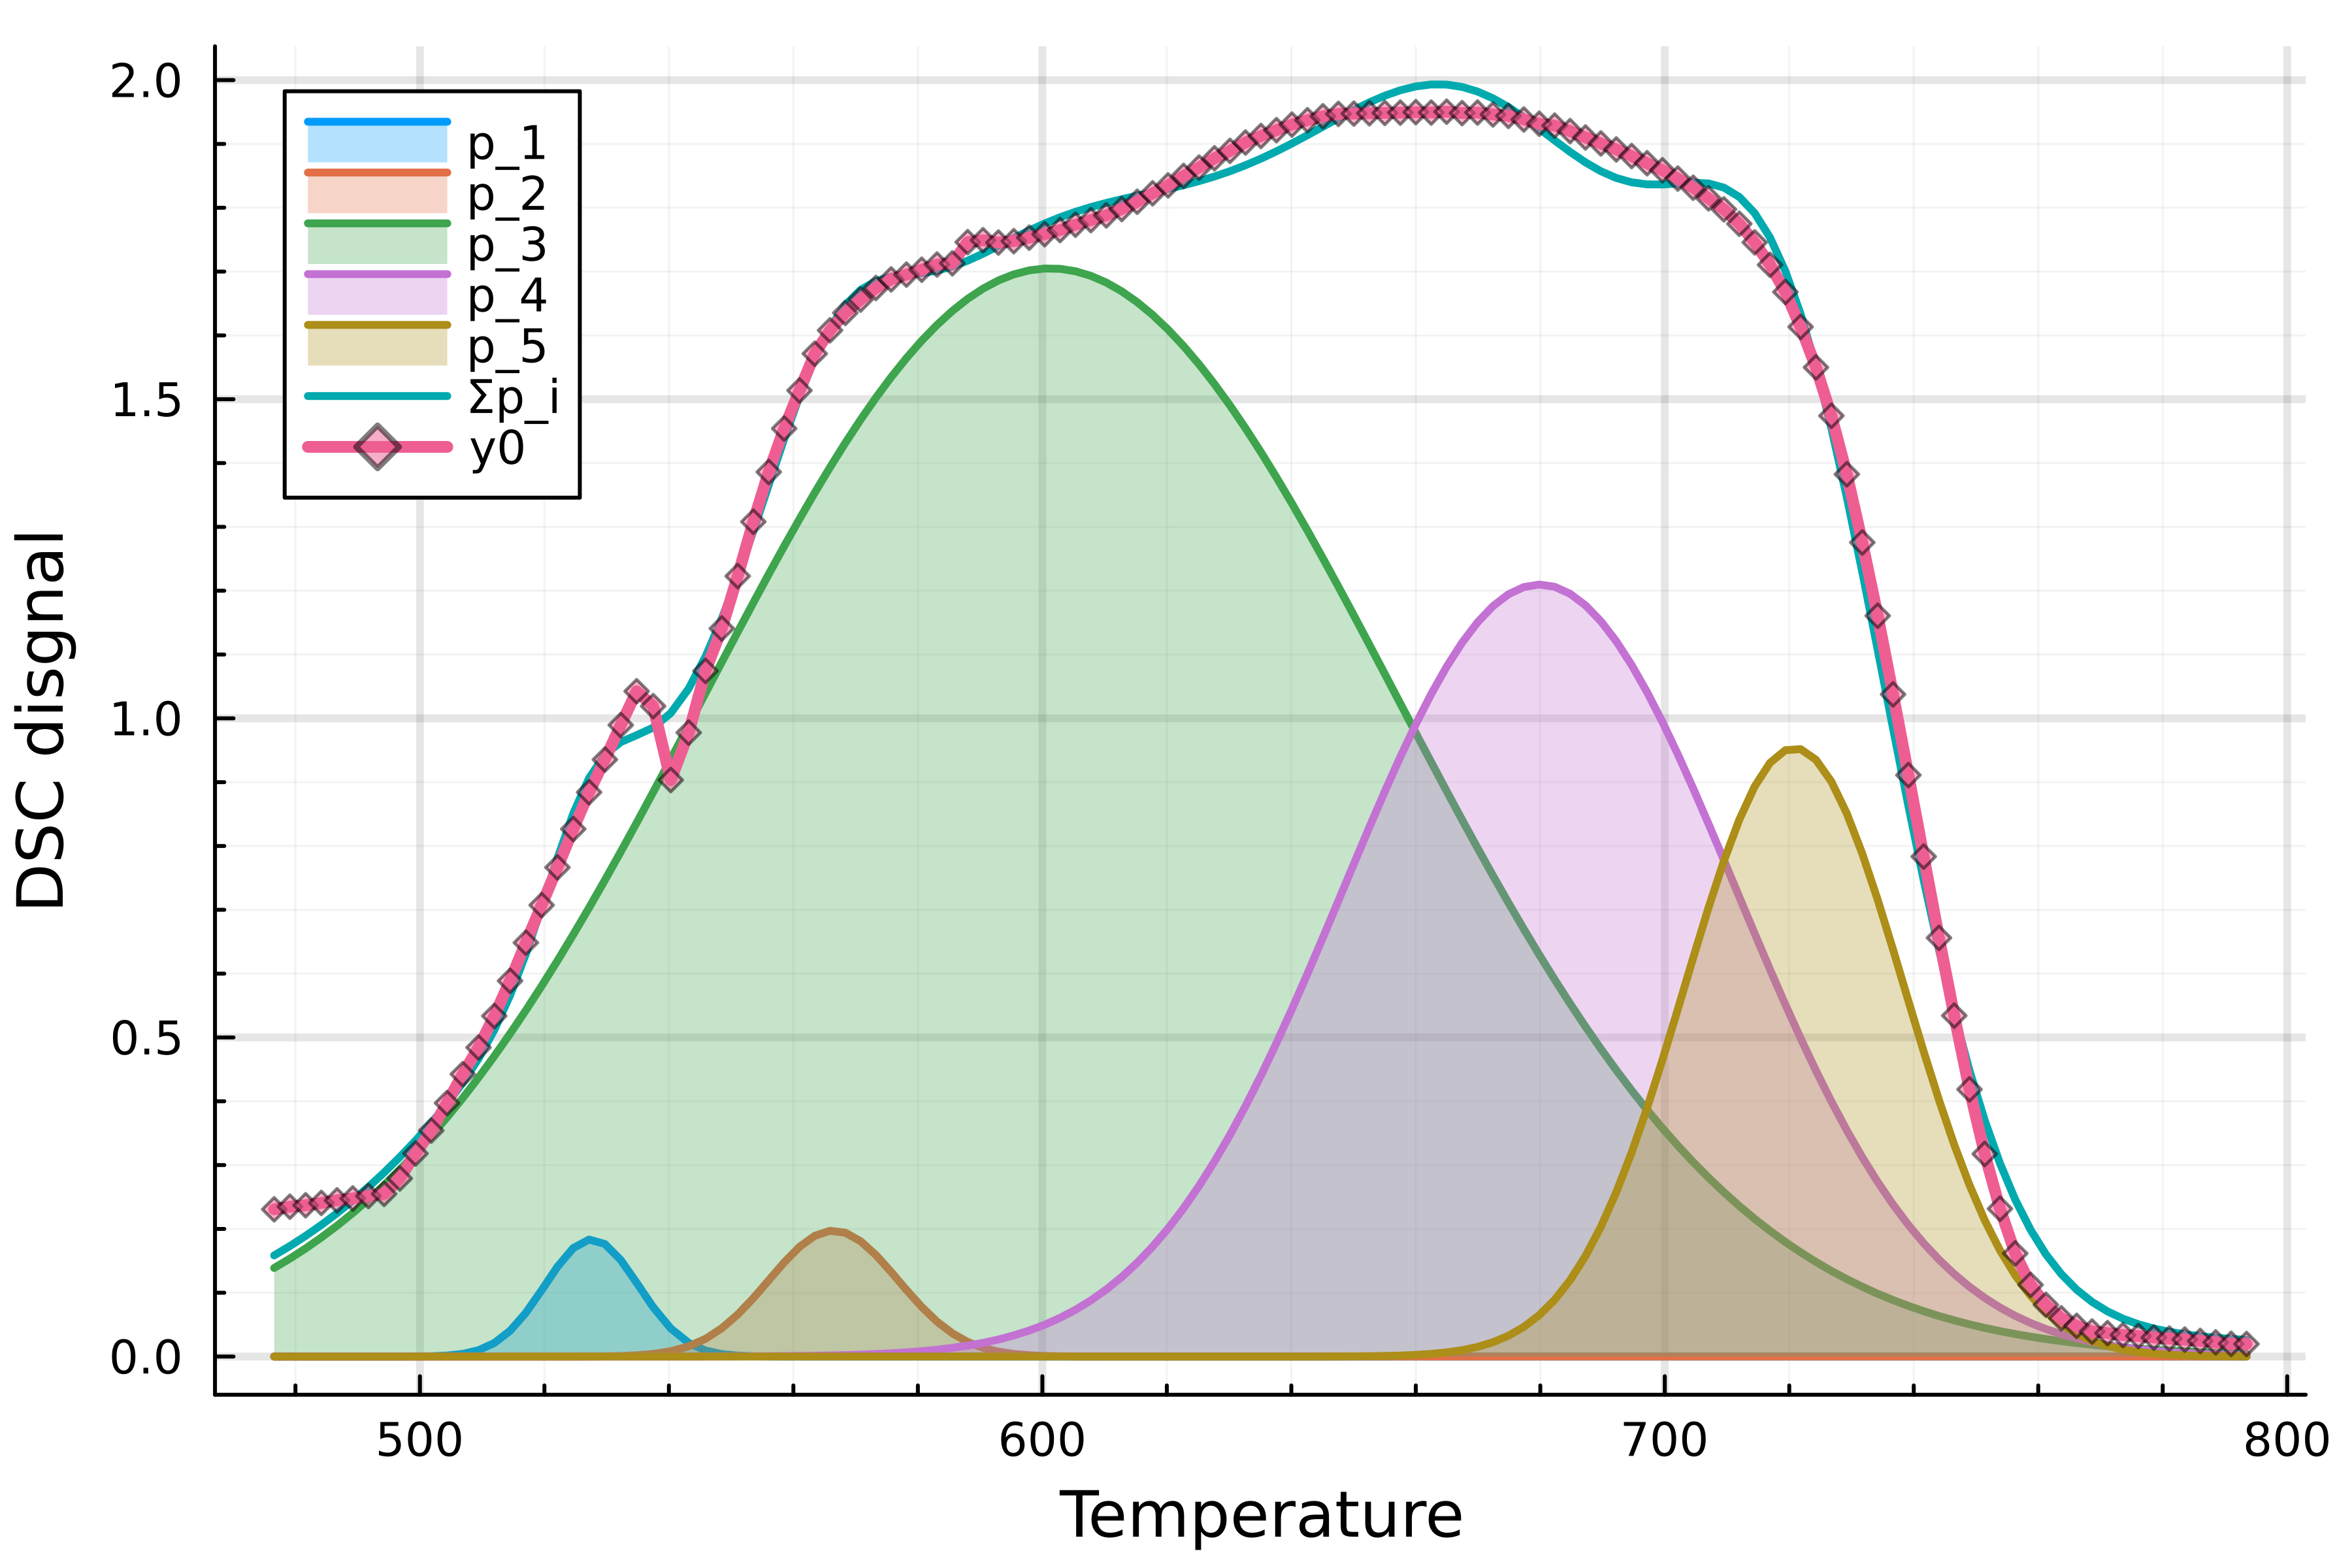 2.0
1.5
1.0
0.5
0.0
DSC disgnal
p_1
p_2
p_3
p_4
p_5
Σp_i
y0
500 600 700 800
Temperature